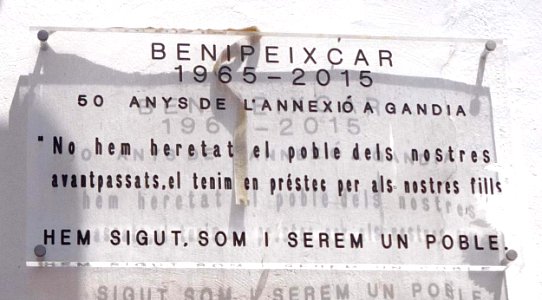 BENIPEIXCAR
1965-2015
50 ANYS DE L'ANNEXIÓ A GANDIA
"No hem heretat el poble dels nostres
avantpassats.el tenim en préstec per als nostres fills
HEM SIGUT, SOM I SEREM UN POBLE.